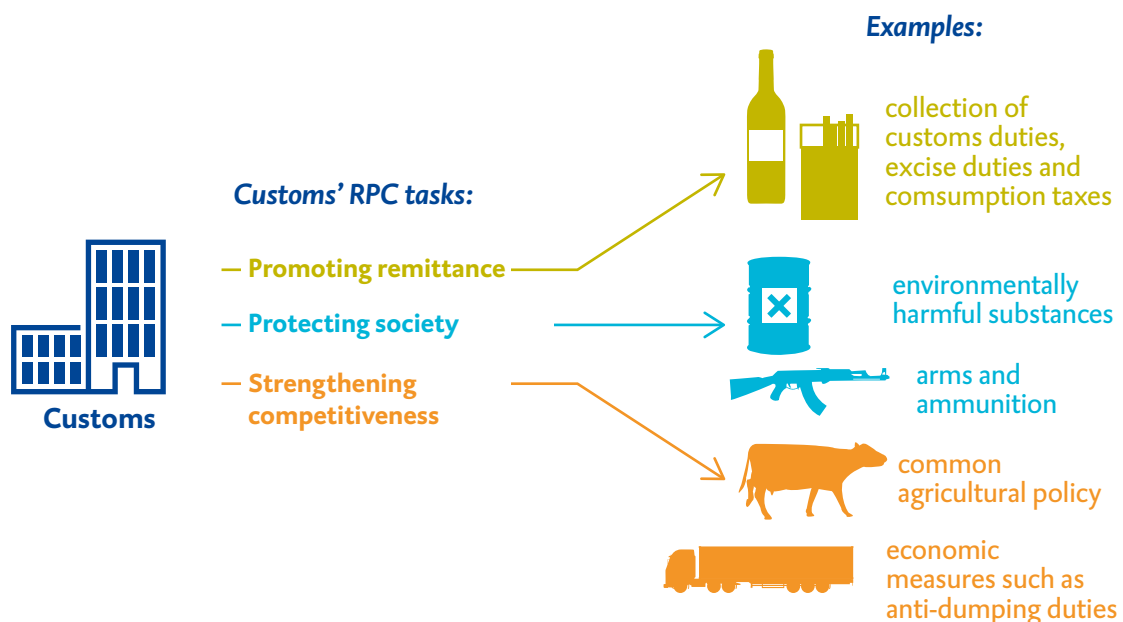 Examples:
collection of
customs duties,
excise duties and
comsumption taxes
Customs' RPC tasks:
– Promoting remittance
– Protecting society
– Strengthening
competitiveness
Customs
environmentally
harmful substances
arms and
ammunition
common
agricultural policy
economic
measures such as
anti-dumping duties